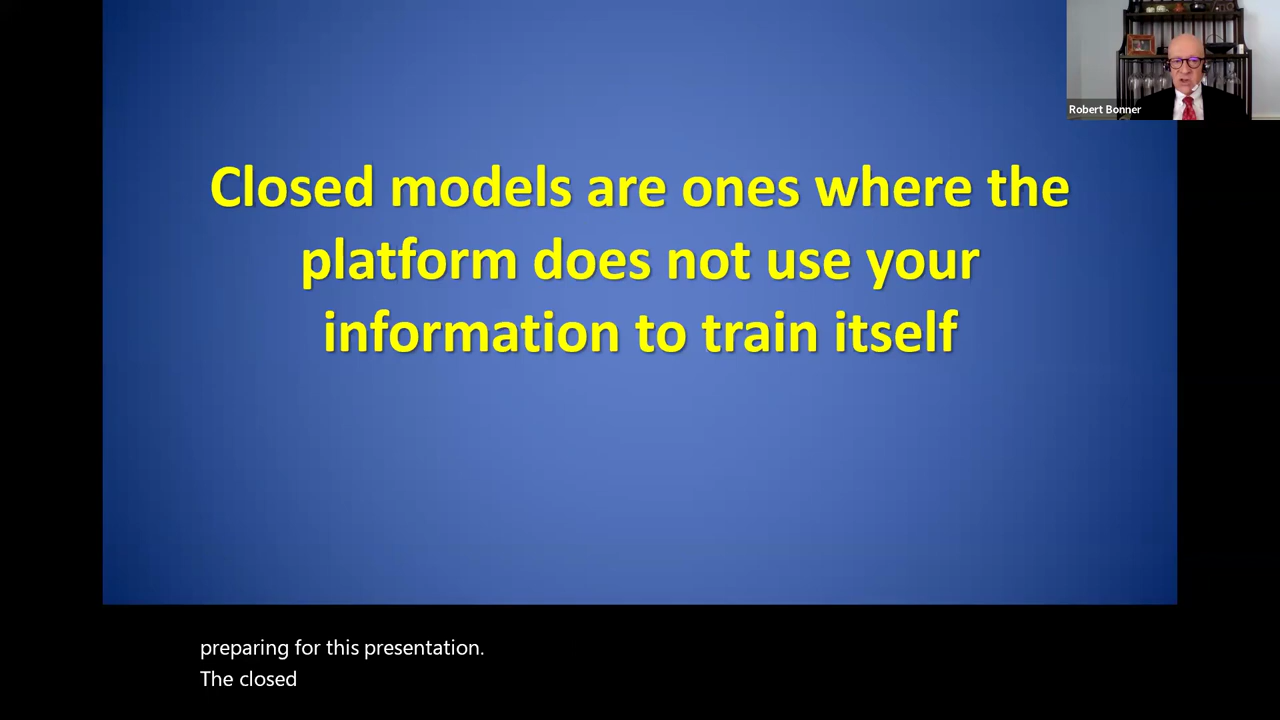 Robert Bonner
Closed models are ones where the
platform does not use your
information to train itself
preparing for this presentation.
The closed